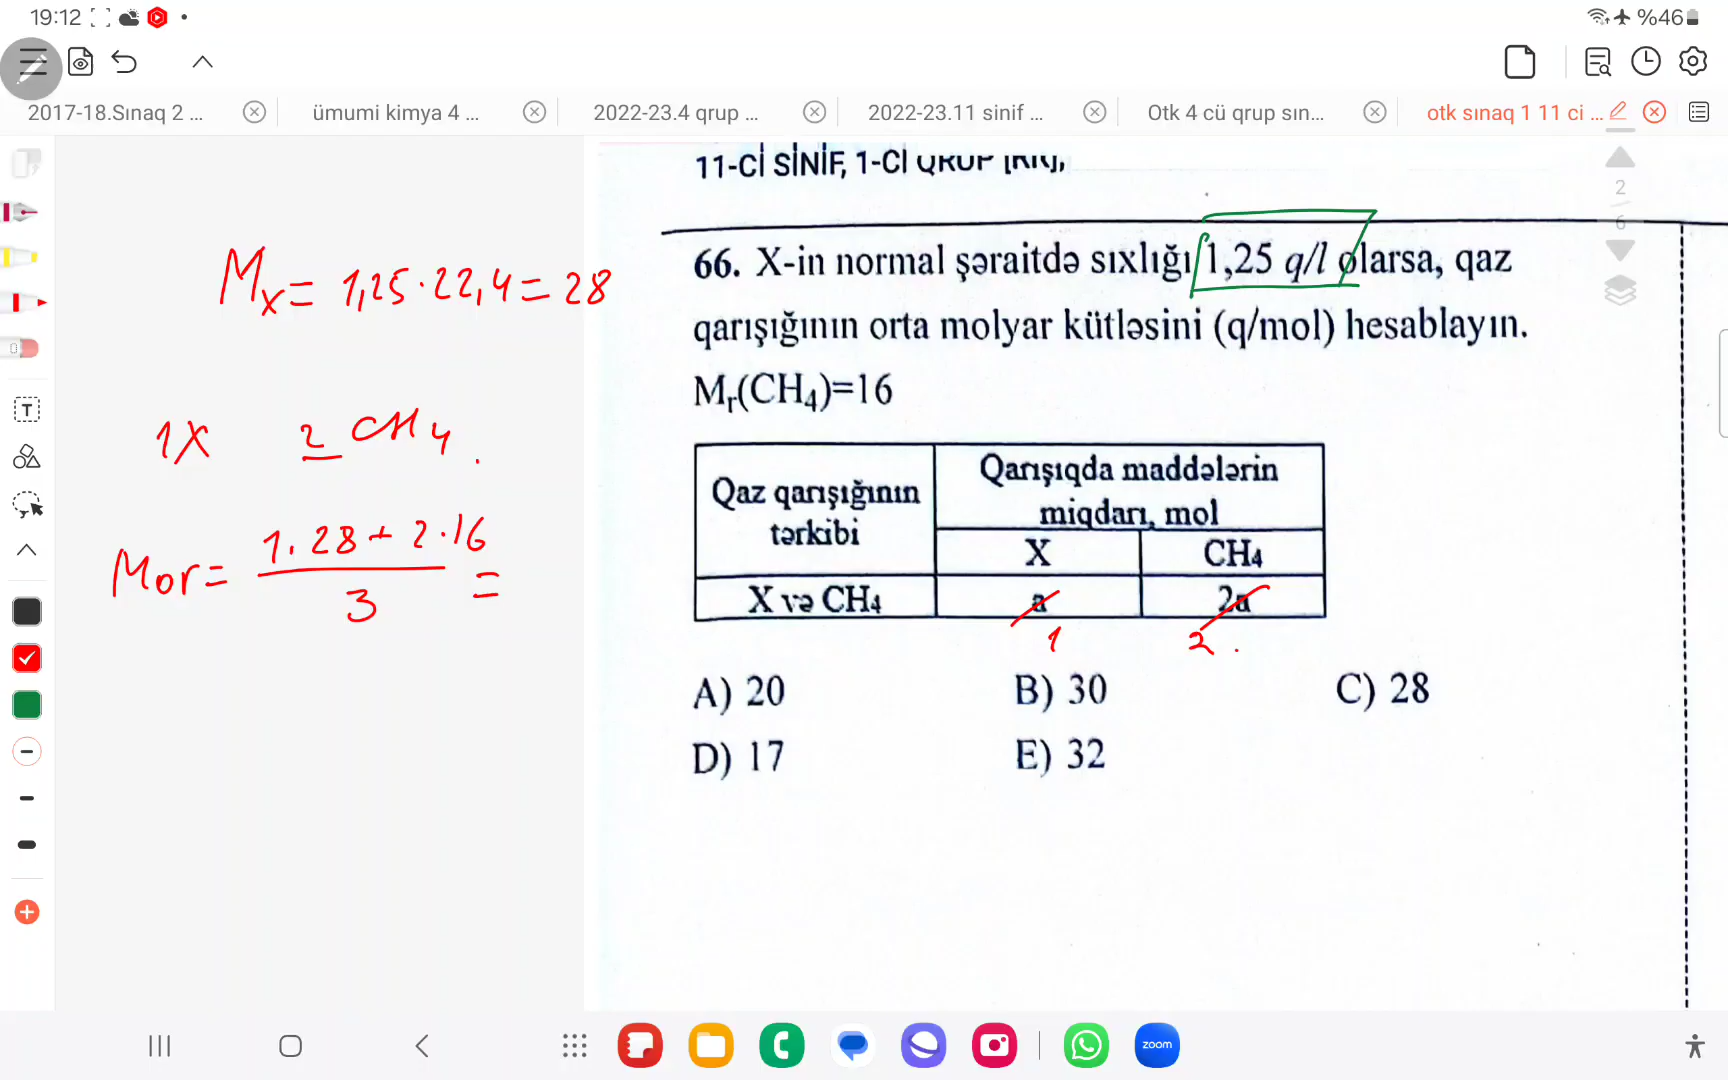 19:12
%46
2017-18.Sınaq 2 ...
ümumi kimya 4 ...
2022-23.4 qrup ...
2022-23.11 sinif ...
Otk 4 cü qrup sın...
otk sınaq 1 11 ci ...
2
6
T
11-Cİ SİNİF, 1-Cİ QRUP [RİK],
66. X-in normal şəraitdə sıxlığı 1,25 q/l olarsa, qaz
qarışığının orta molyar kütləsini (q/mol) hesablayın.
Mr(CH4)=16
Qaz qarışığının tərkibi
Qarışıqda maddələrin miqdarı, mol
X
CH4
X və CH4
a
2a
1
2.
A) 20
B) 30
C) 28
D) 17
E) 32
Mx = 1,25·22,4=28
1X 2 CH4.
Mor= 1.28+2.16 / 3 =
zoom